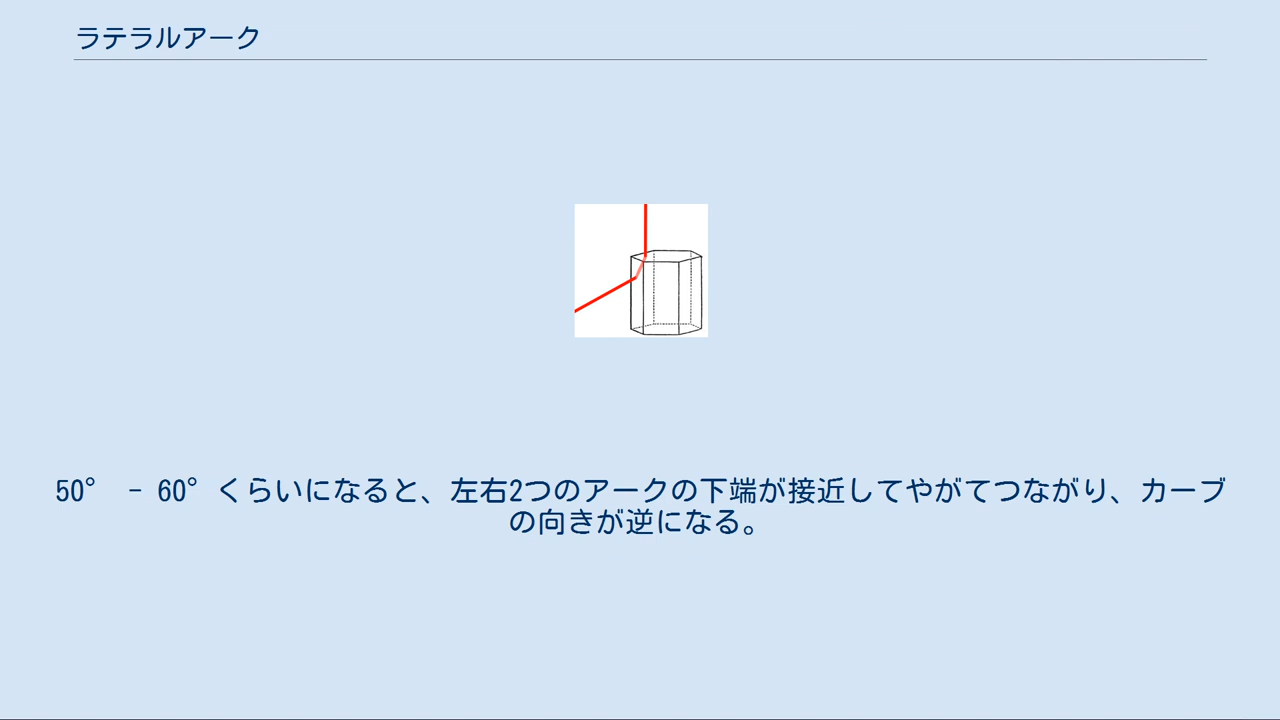 ラテラルアーク
50° - 60°くらいになると、左右2つのアークの下端が接近してやがてつながり、カーブ
の向きが逆になる。